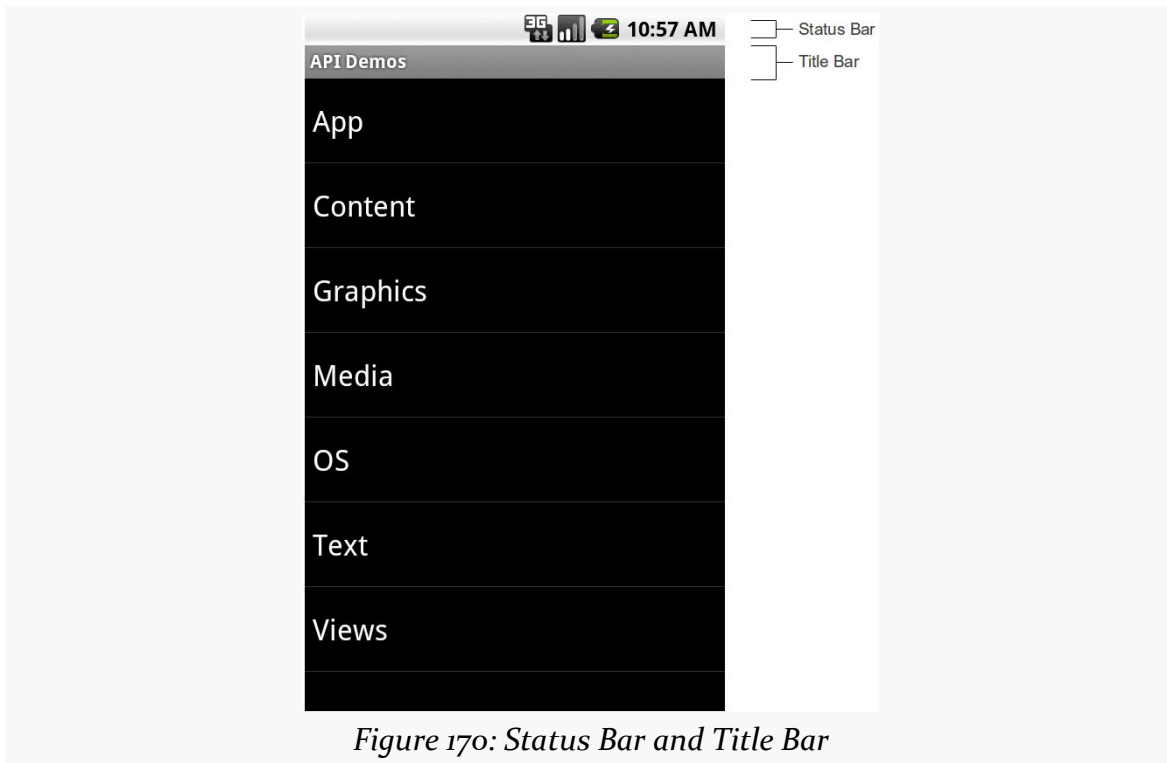 3G 10:57 AM Status Bar
API Demos Title Bar
App
Content
Graphics
Media
OS
Text
Views
Figure 170: Status Bar and Title Bar